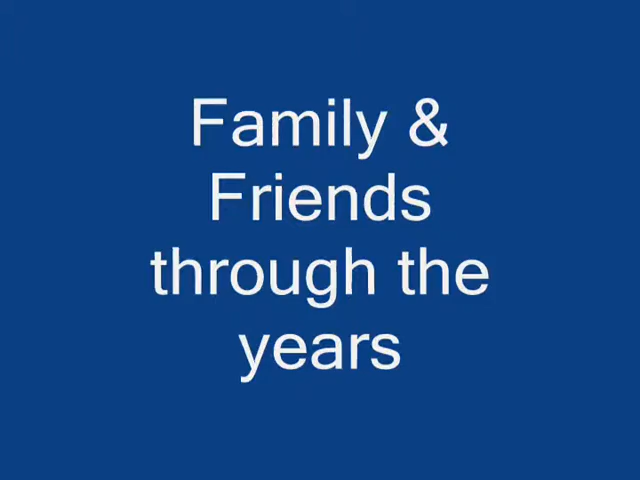 Family &
Friends
through the
years